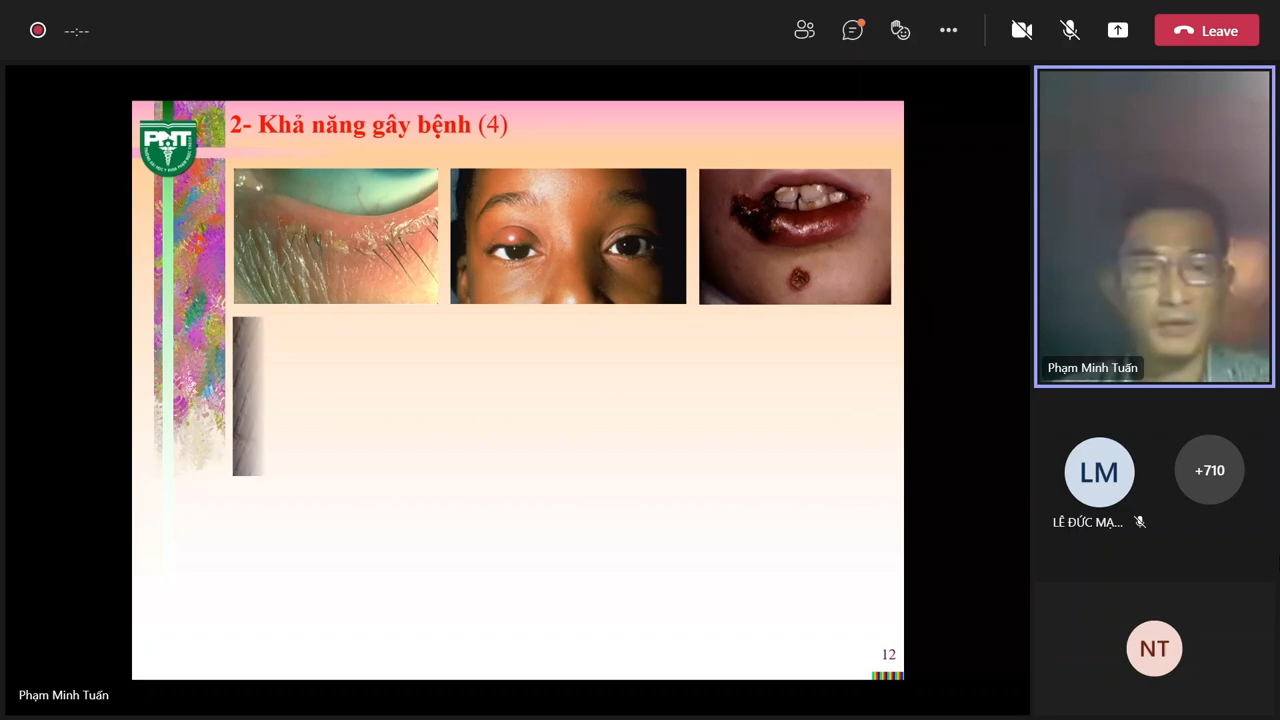 --:--
Leave
2- Khả năng gây bệnh (4)
PNT
12
Phạm Minh Tuấn
Phạm Minh Tuấn
LM
+710
LÊ ĐỨC MẠ...
NT